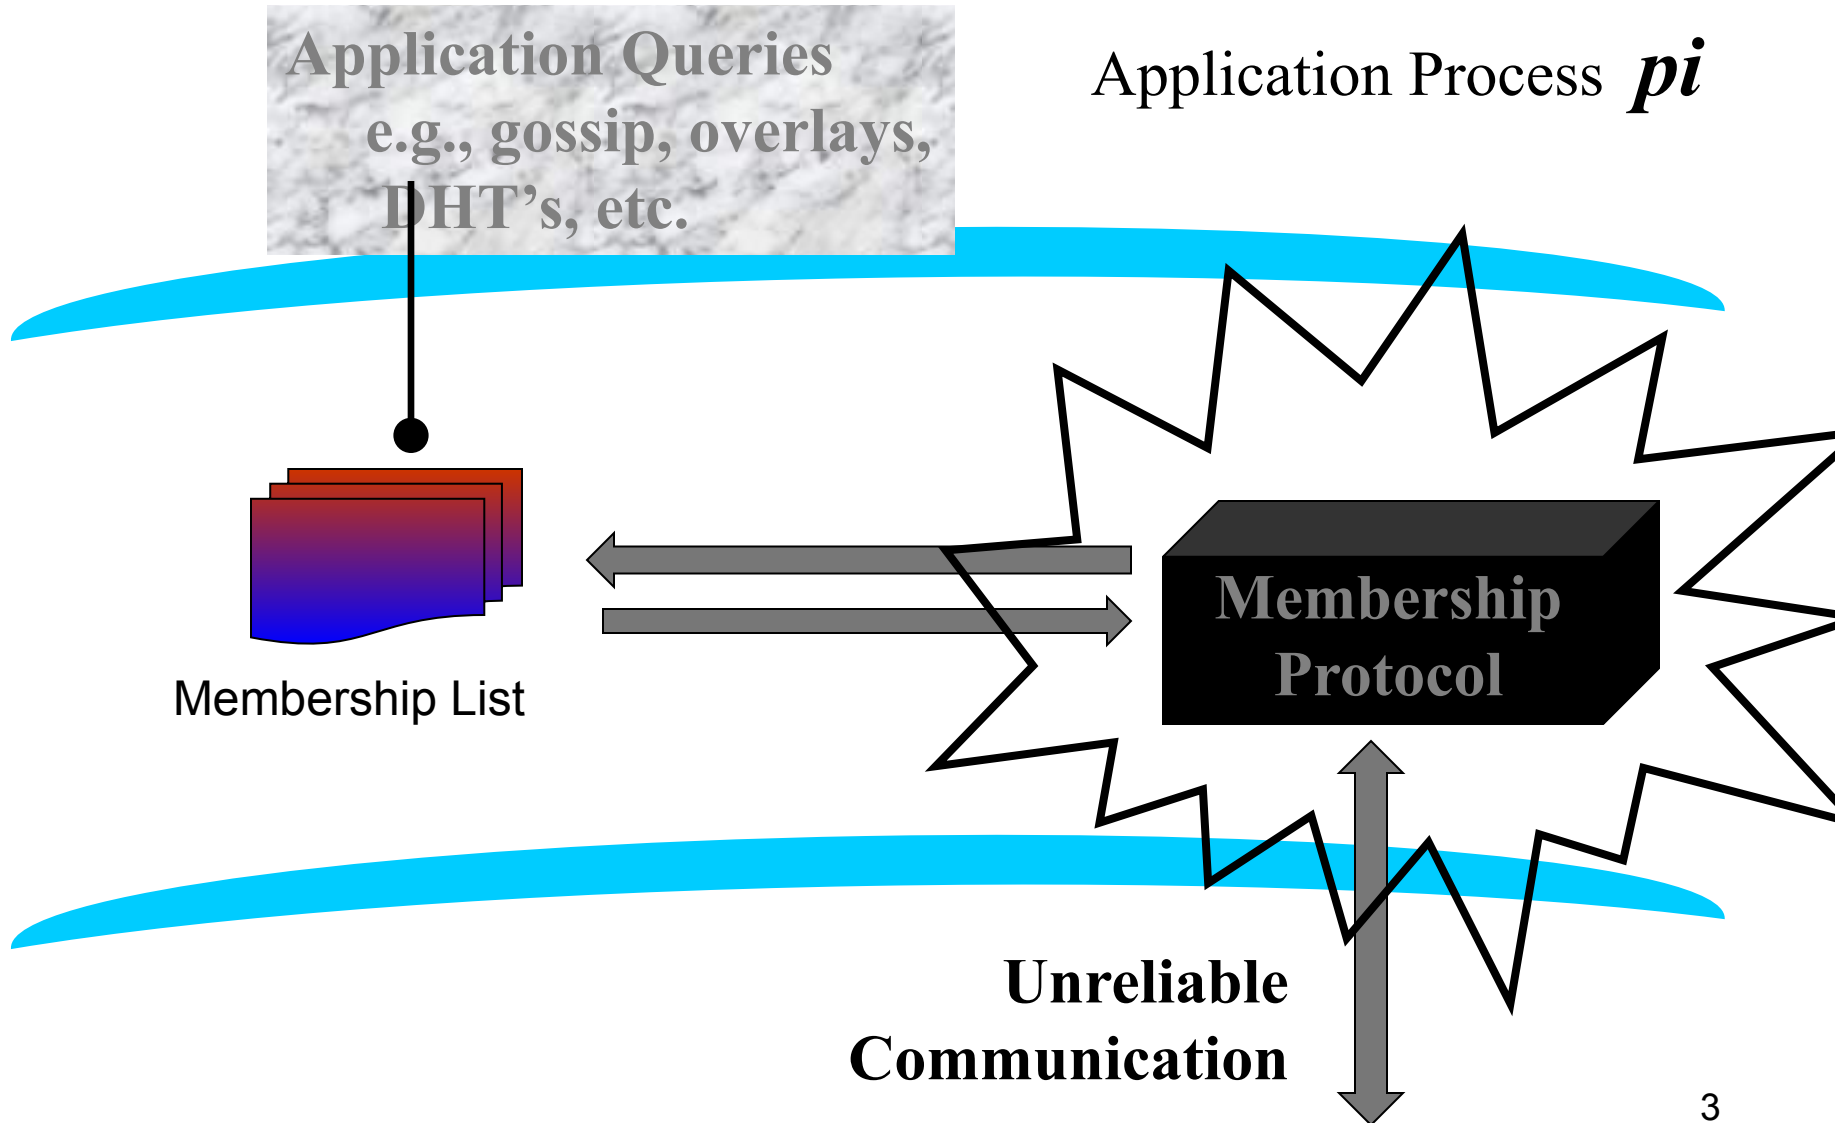 Application Queries
e.g., gossip, overlays,
DHT’s, etc.
Application Process pi
Membership List
Membership
Protocol
Unreliable
Communication
3